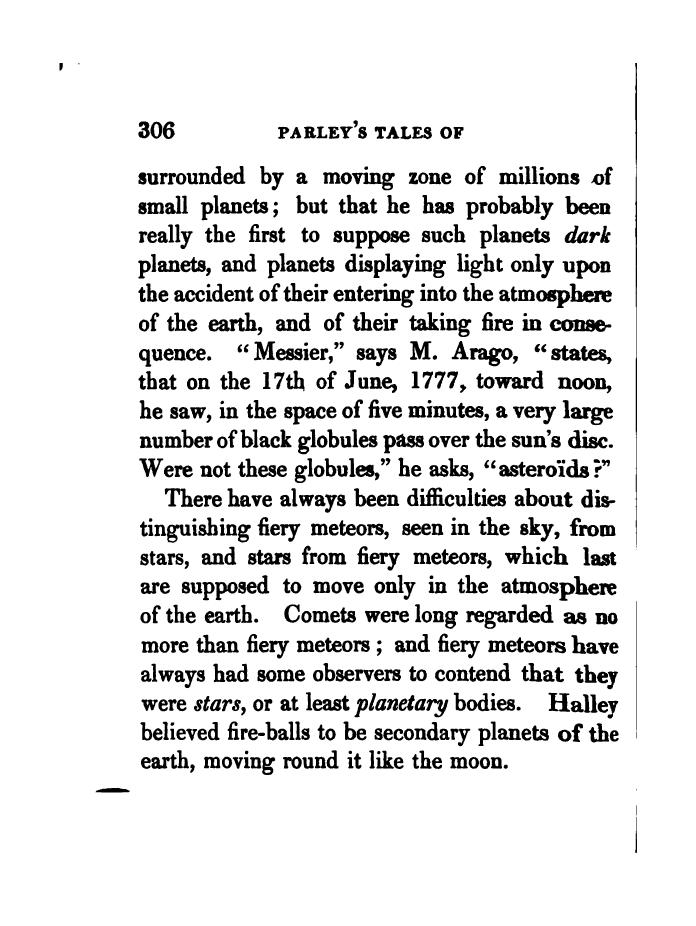 306 PARLEY'S TALES OF
surrounded by a moving zone of millions of
small planets; but that he has probably been
really the first to suppose such planets dark
planets, and planets displaying light only upon
the accident of their entering into the atmosphere
of the earth, and of their taking fire in conse-
quence. "Messier," says M. Arago, "states,
that on the 17th of June, 1777, toward noon,
he saw, in the space of five minutes, a very large
number of black globules pass over the sun's disc.
Were not these globules," he asks, "asteroïds?"
There have always been difficulties about dis-
tinguishing fiery meteors, seen in the sky, from
stars, and stars from fiery meteors, which last
are supposed to move only in the atmosphere
of the earth. Comets were long regarded as no
more than fiery meteors; and fiery meteors have
always had some observers to contend that they
were stars, or at least planetary bodies. Halley
believed fire-balls to be secondary planets of the
earth, moving round it like the moon.